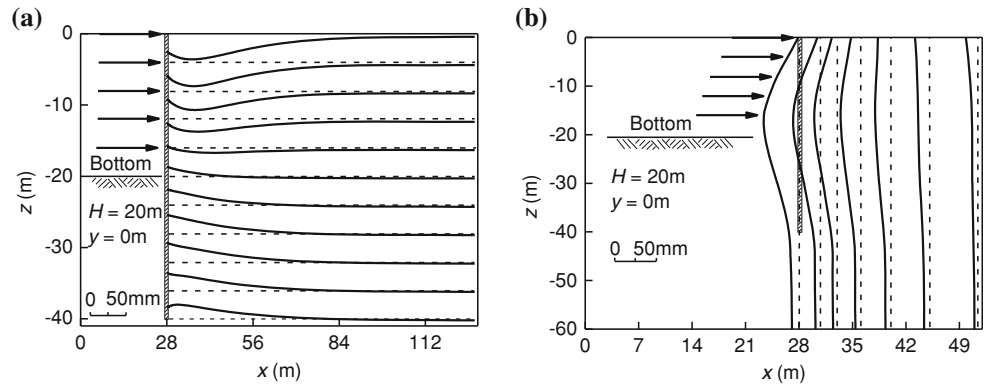 (a)
0
-10
-20
-30
-40
z (m)
Bottom
H = 20m
y = 0m
0 50mm
0 28 56 84 112
x (m)
(b)
0
-10
-20
-30
-40
-50
-60
z (m)
Bottom
H = 20m
y = 0m
0 50mm
0 7 14 21 28 35 42 49
x (m)